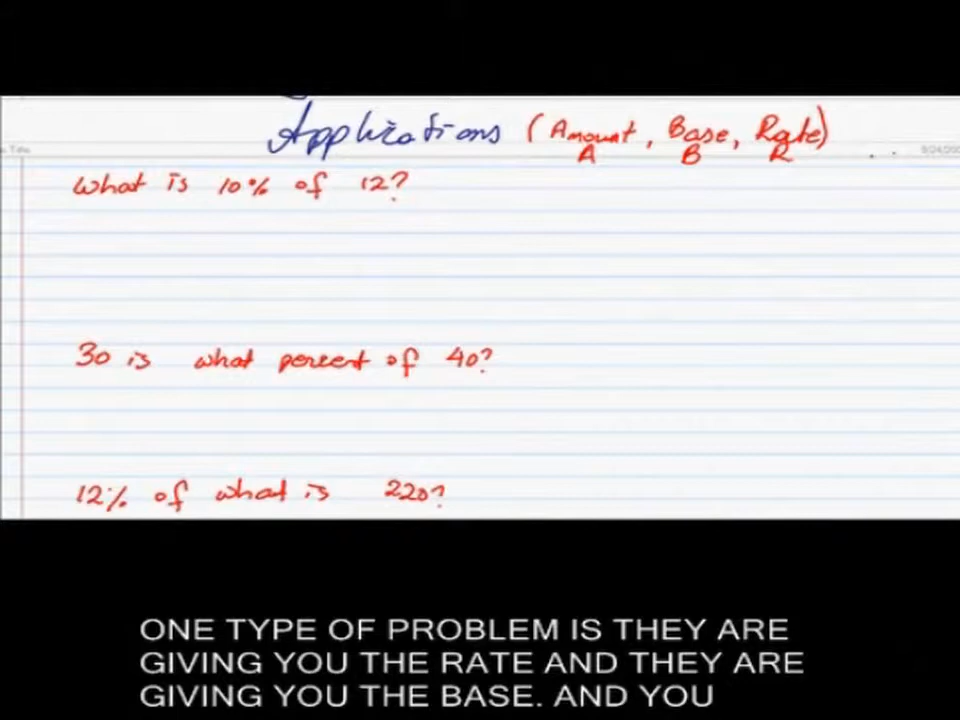 Applications (Amount, Base, Rate)
A B R
What is 10% of 12?
30 is what percent of 40?
12% of what is 220?
ONE TYPE OF PROBLEM IS THEY ARE
GIVING YOU THE RATE AND THEY ARE
GIVING YOU THE BASE. AND YOU